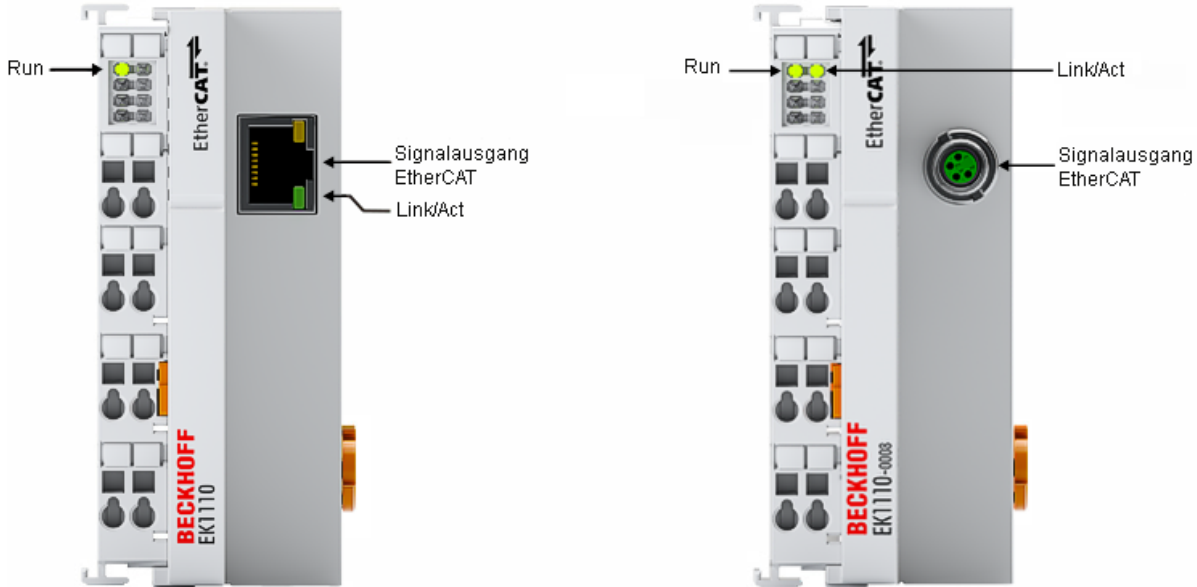 Run
EtherCAT®
Signalausgang
EtherCAT
Link/Act
BECKHOFF
EK1110
Run
Link/Act
EtherCAT®
Signalausgang
EtherCAT
BECKHOFF
EK1110-0008